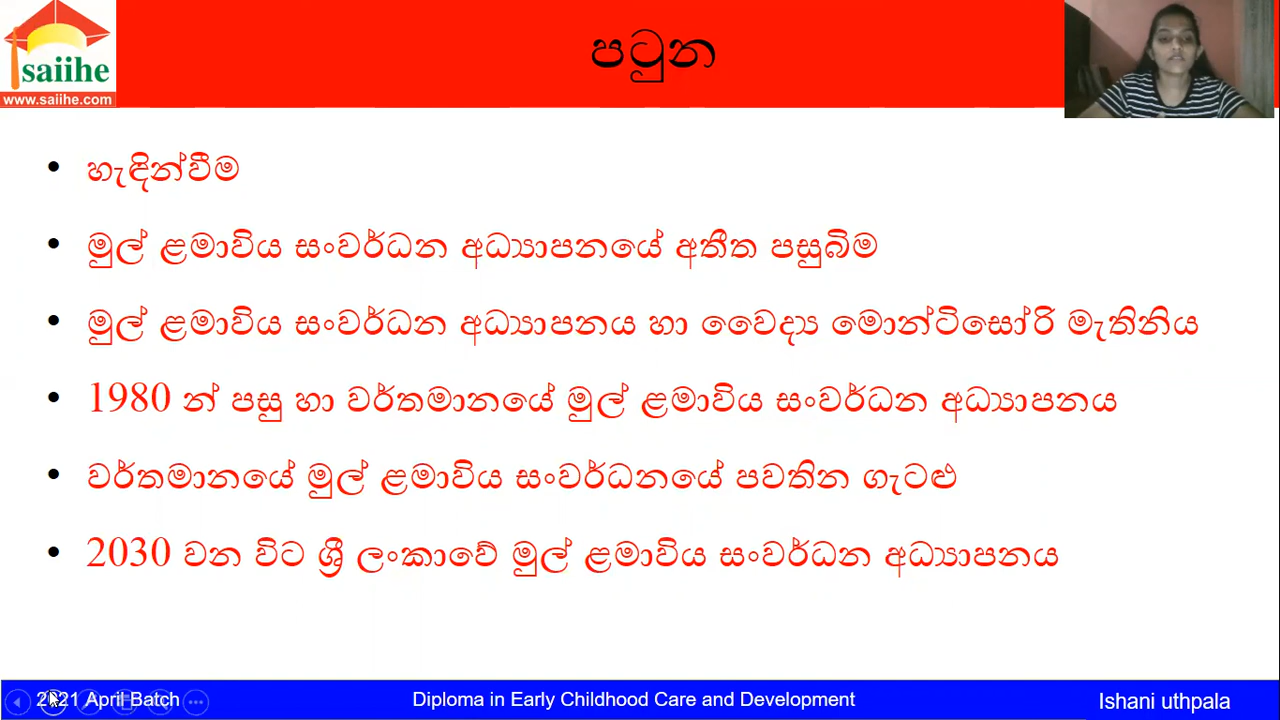 saiihe
www.saiihe.com
පටුන
• හැඳින්වීම
• මුල් ළමාවිය සංවර්ධන අධ්‍යාපනයේ අතීත පසුබිම
• මුල් ළමාවිය සංවර්ධන අධ්‍යාපනය හා වෛද්‍ය මොන්ටිසෝරි මැතිනිය
• 1980 න් පසු හා වර්තමානයේ මුල් ළමාවිය සංවර්ධන අධ්‍යාපනය
• වර්තමානයේ මුල් ළමාවිය සංවර්ධනයේ පවතින ගැටළු
• 2030 වන විට ශ්‍රී ලංකාවේ මුල් ළමාවිය සංවර්ධන අධ්‍යාපනය
2021 April Batch
Diploma in Early Childhood Care and Development
Ishani uthpala